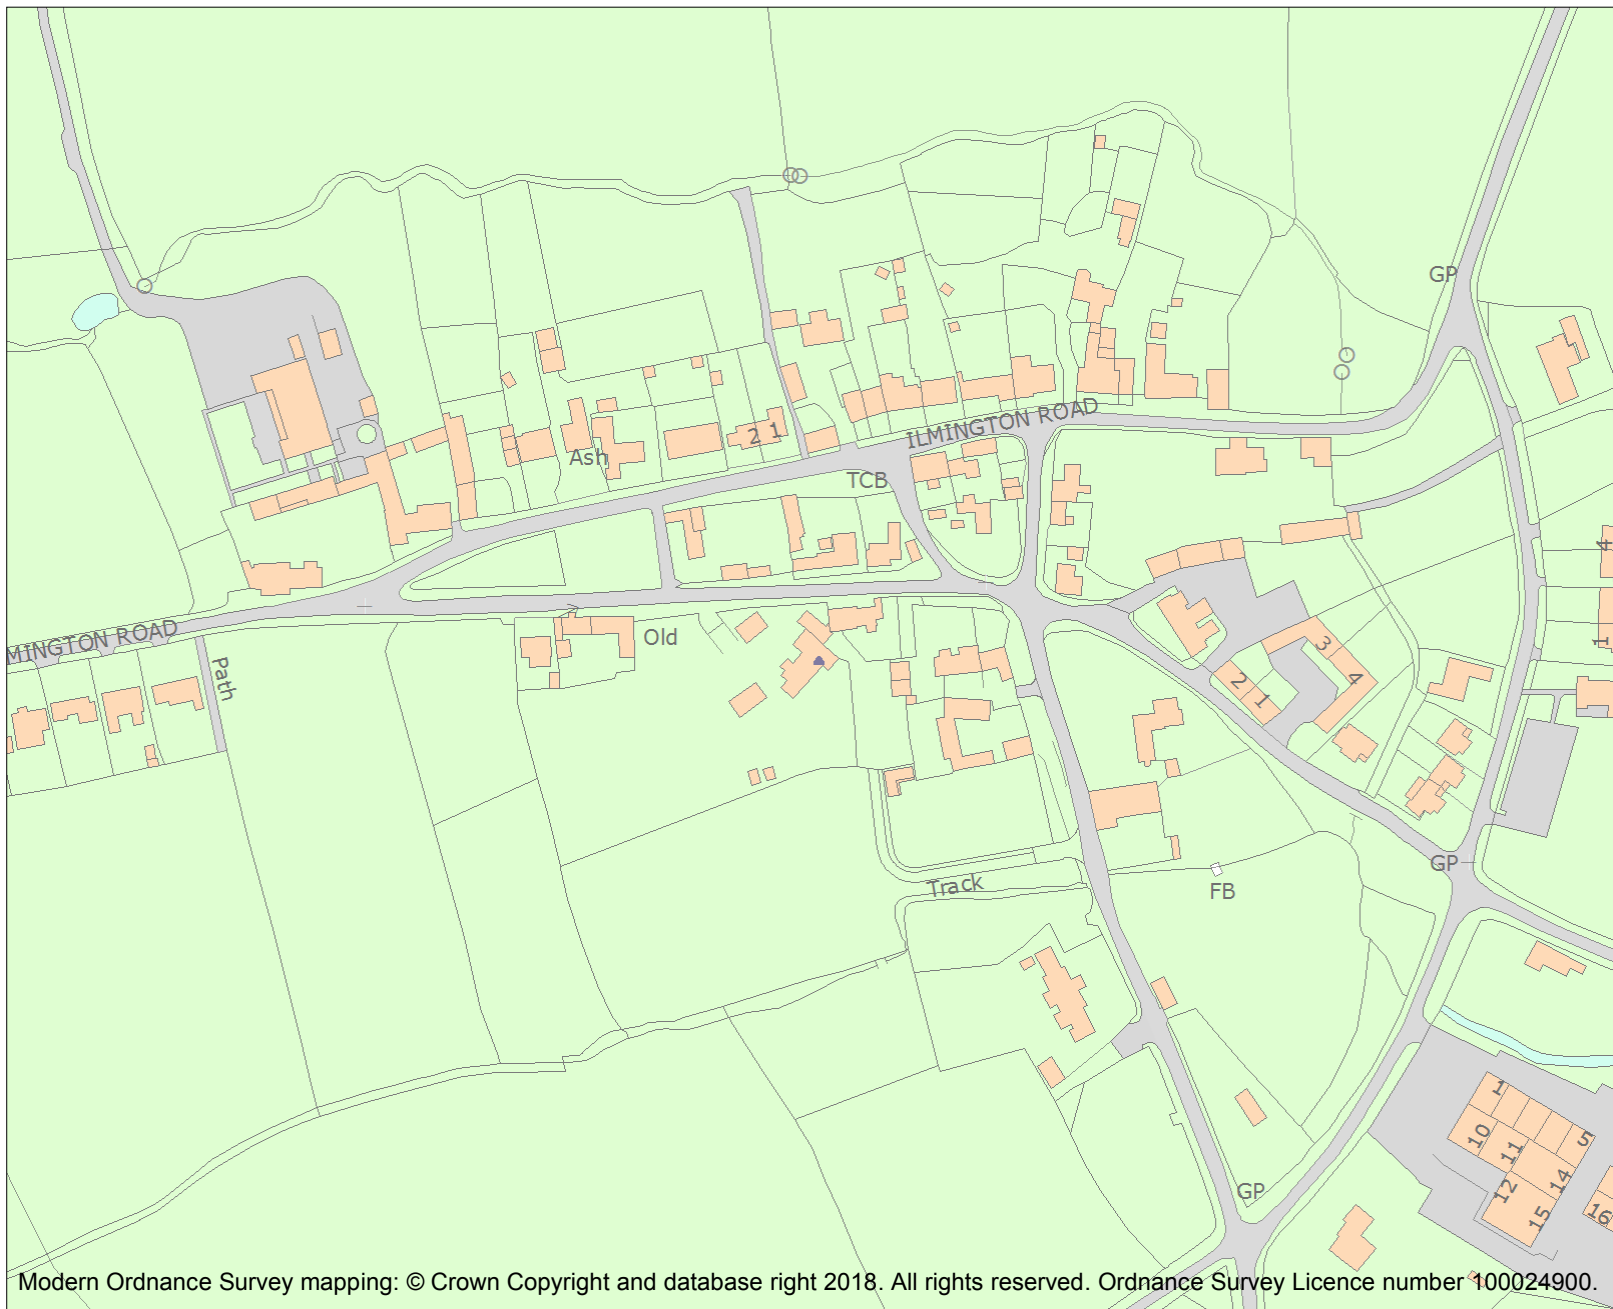 GP
ILMINGTON ROAD
2 1
Ash
TCB
4
MINGTON ROAD
Path
Old
3
4
2
1
1
GP
Track
FB
1
10
11
5
12
14
15
16
GP
Modern Ordnance Survey mapping: © Crown Copyright and database right 2018. All rights reserved. Ordnance Survey Licence number 100024900.